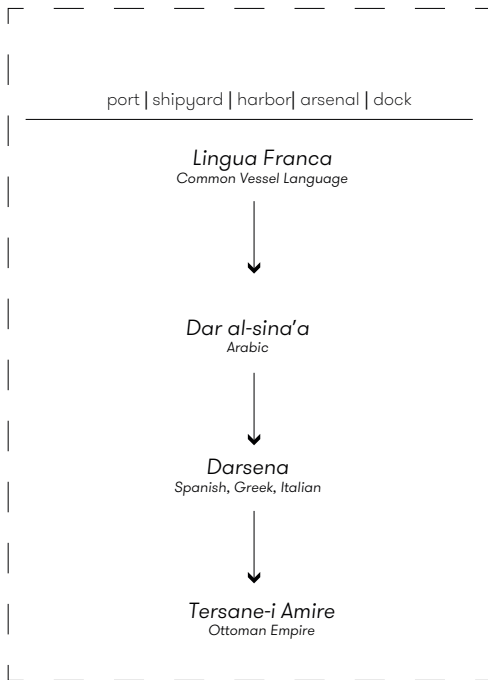 port | shipyard | harbor| arsenal | dock
Lingua Franca
Common Vessel Language
Dar al-sina'a
Arabic
Darsena
Spanish, Greek, Italian
Tersane-i Amire
Ottoman Empire